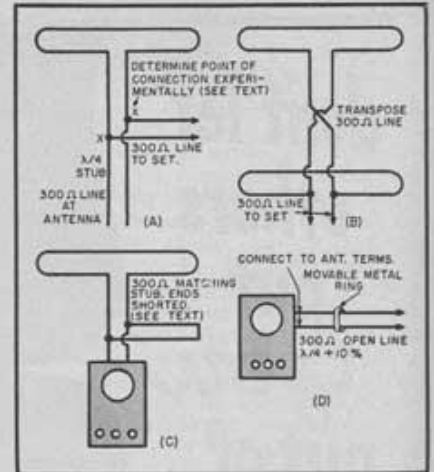 DETERMINE POINT OF
CONNECTION EXPERI-
MENTALLY (SEE TEXT)
X
X
λ/4
STUB
300Ω LINE
TO SET.
300Ω LINE
AT
ANTENNA
(A)
TRANSPOSE
300Ω LINE
300Ω LINE
TO SET
(B)
300Ω MATCHING
STUB. ENDS
SHORTED.
(SEE TEXT)
(C)
CONNECT TO ANT. TERMS.
MOVABLE METAL
RING
300Ω OPEN LINE
λ/4 + 10 %
(D)